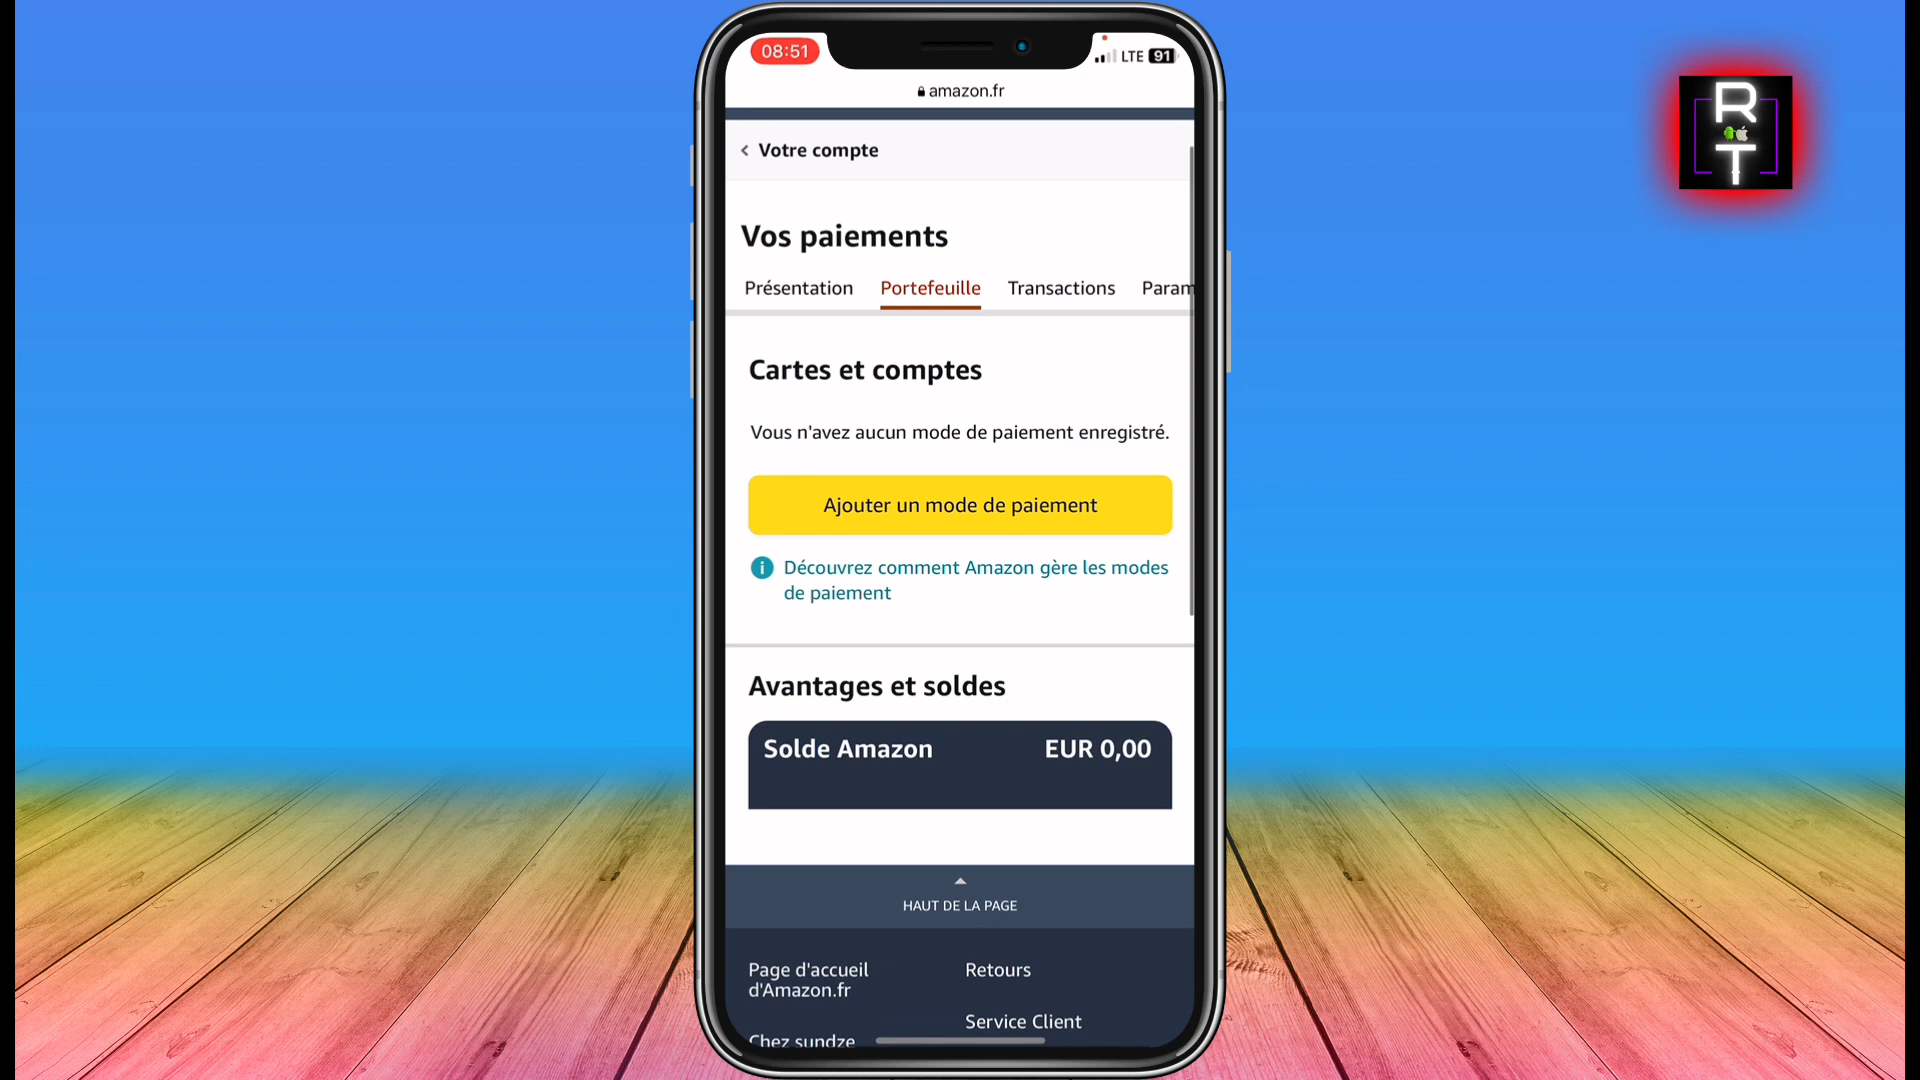 08:51
LTE 91
amazon.fr
R
T
Votre compte
Vos paiements
Présentation Portefeuille Transactions Param
Cartes et comptes
Vous n'avez aucun mode de paiement enregistré.
Ajouter un mode de paiement
i Découvrez comment Amazon gère les modes
de paiement
Avantages et soldes
Solde Amazon EUR 0,00
HAUT DE LA PAGE
Page d'accueil
d'Amazon.fr
Retours
Service Client
Chez sundze